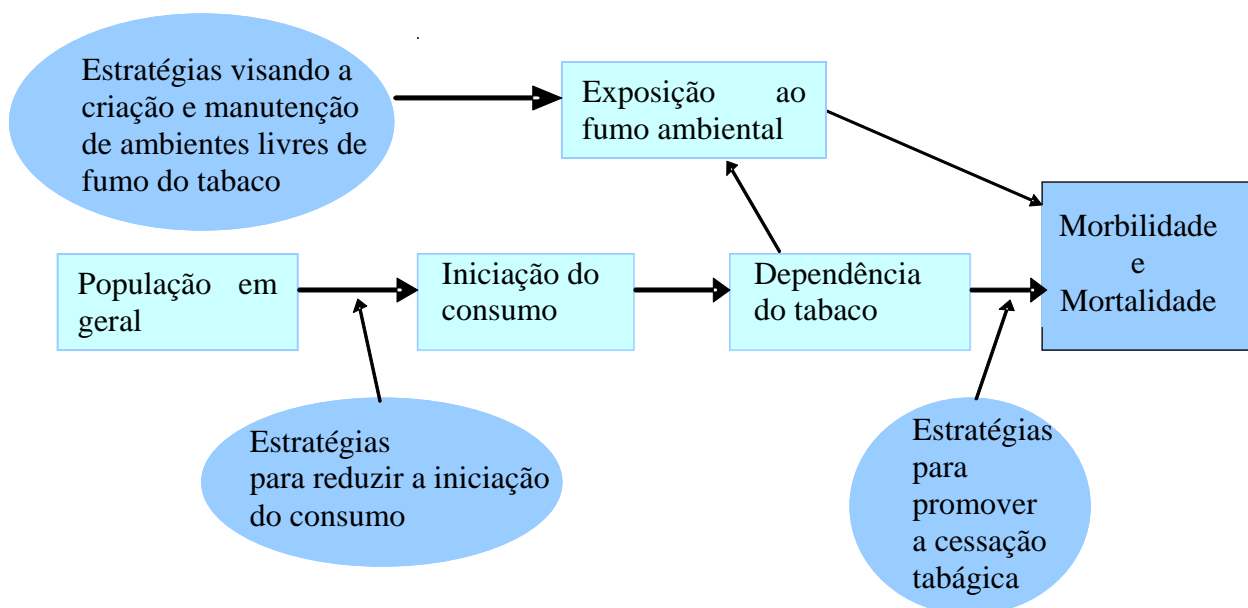 Estratégias visando a
criação e manutenção
de ambientes livres de
fumo do tabaco
Exposição ao
fumo ambiental
Morbilidade
e
Mortalidade
População em
geral
Iniciação do
consumo
Dependência
do tabaco
Estratégias
para reduzir a iniciação
do consumo
Estratégias
para
promover
a cessação
tabágica